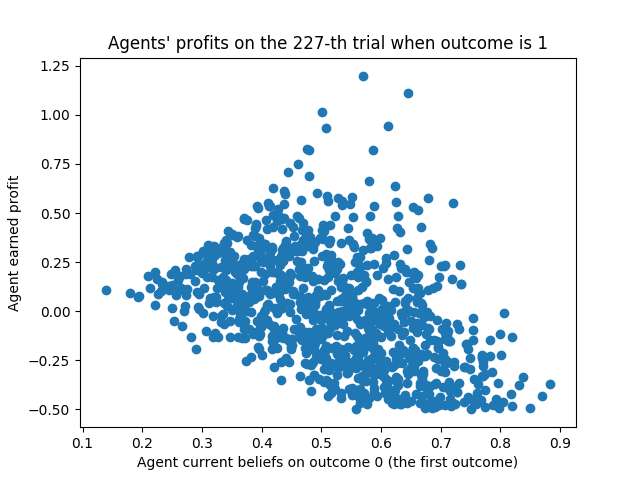 Agents' profits on the 227-th trial when outcome is 1
1.25
1.00
0.75
0.50
0.25
0.00
−0.25
−0.50
Agent earned profit
0.1 0.2 0.3 0.4 0.5 0.6 0.7 0.8 0.9
Agent current beliefs on outcome 0 (the first outcome)